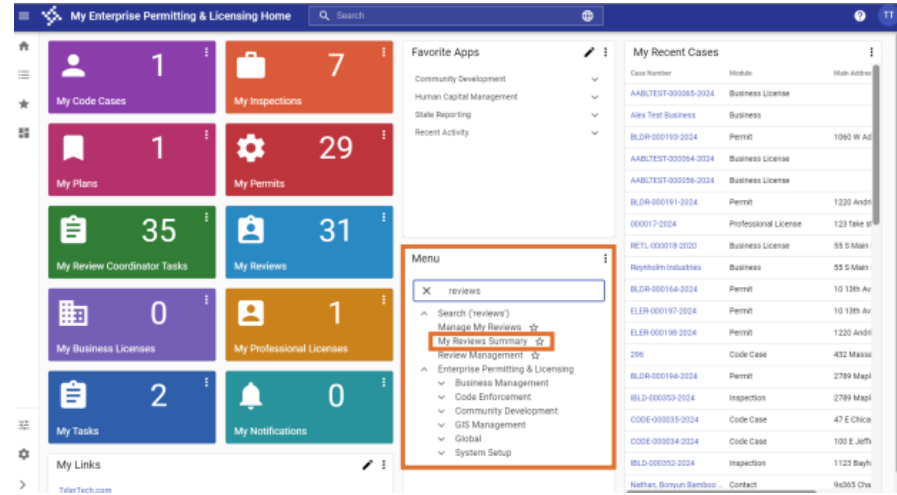 My Enterprise Permitting & Licensing Home
Search
TT
1
My Code Cases
7
My Inspections
1
My Plans
29
My Permits
35
My Review Coordinator Tasks
31
My Reviews
0
My Business Licenses
1
My Professional Licenses
2
My Tasks
0
My Notifications
My Links
TylerTech.com
Favorite Apps
Community Development
Human Capital Management
State Reporting
Recent Activity
Menu
reviews
Search ('reviews')
Manage My Reviews
My Reviews Summary
Review Management
Enterprise Permitting & Licensing
Business Management
Code Enforcement
Community Development
GIS Management
Global
System Setup
My Recent Cases
Case Number Module Main Addres
AABLTEST-000065-2024 Business License
Alex Test Business Business
BLDR-000193-2024 Permit 1060 W Ad
AABLTEST-000064-2024 Business License
AABLTEST-000056-2024 Business License
BLDR-000191-2024 Permit 1220 Andr
000017-2024 Professional License 123 fake s
RETL-000018-2020 Business License 55 S Main
Reynholm Industries Business 55 S Main
BLDR-000164-2024 Permit 10 13th Av
ELER-000197-2024 Permit 10 13th Av
ELER-000198-2024 Permit 1220 Andr
296 Code Case 432 Massa
BLDR-000194-2024 Permit 2789 Mapl
IBLD-000353-2024 Inspection 2789 Mapl
CODE-000035-2024 Code Case 47 E Chica
CODE-000034-2024 Code Case 100 E Jeff
IBLD-000352-2024 Inspection 1123 Bayh
Nathan, Bonyun Bamboo ... Contact 9s365 Cha